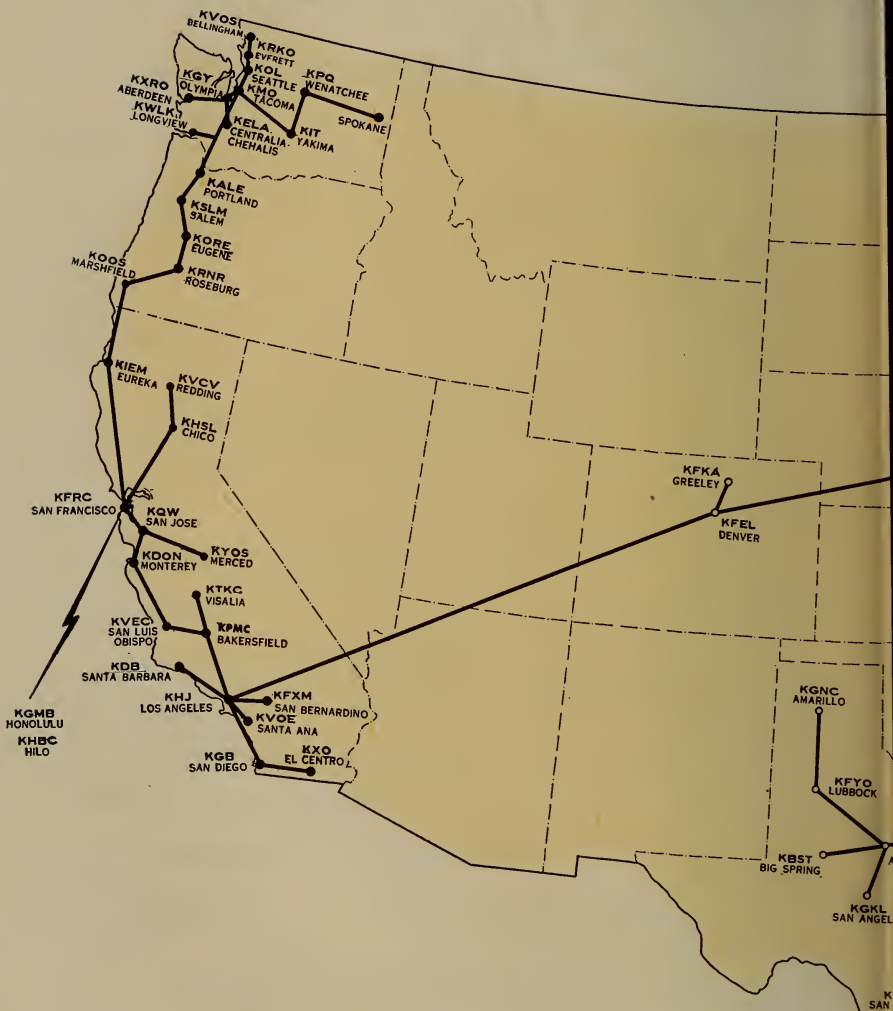 KVOS
BELLINGHAM
KRKO
EVERETT
KOL
SEATTLE
KPQ
WENATCHEE
KXRO
ABERDEEN
KGY
OLYMPIA
KMO
TACOMA
SPOKANE
KWLK
LONGVIEW
KELA
CENTRALIA
CHEHALIS
KIT
YAKIMA
KALE
PORTLAND
KSLM
SALEM
KORE
EUGENE
KOOS
MARSHFIELD
KRNR
ROSEBURG
KIEM
EUREKA
KVCV
REDDING
KHSL
CHICO
KFKA
GREELEY
KFRC
SAN FRANCISCO
KQW
SAN JOSE
KFEL
DENVER
KDON
MONTEREY
KYOS
MERCED
KTKC
VISALIA
KVEC
SAN LUIS
OBISPO
KPMC
BAKERSFIELD
KDB
SANTA BARBARA
KHJ
LOS ANGELES
KFXM
SAN BERNARDINO
KGMB
HONOLULU
KHBC
HILO
KVOE
SANTA ANA
KGB
SAN DIEGO
KXO
EL CENTRO
KGNC
AMARILLO
KFYO
LUBBOCK
KBST
BIG SPRING
A
KGKL
SAN ANGEL
K
SAN